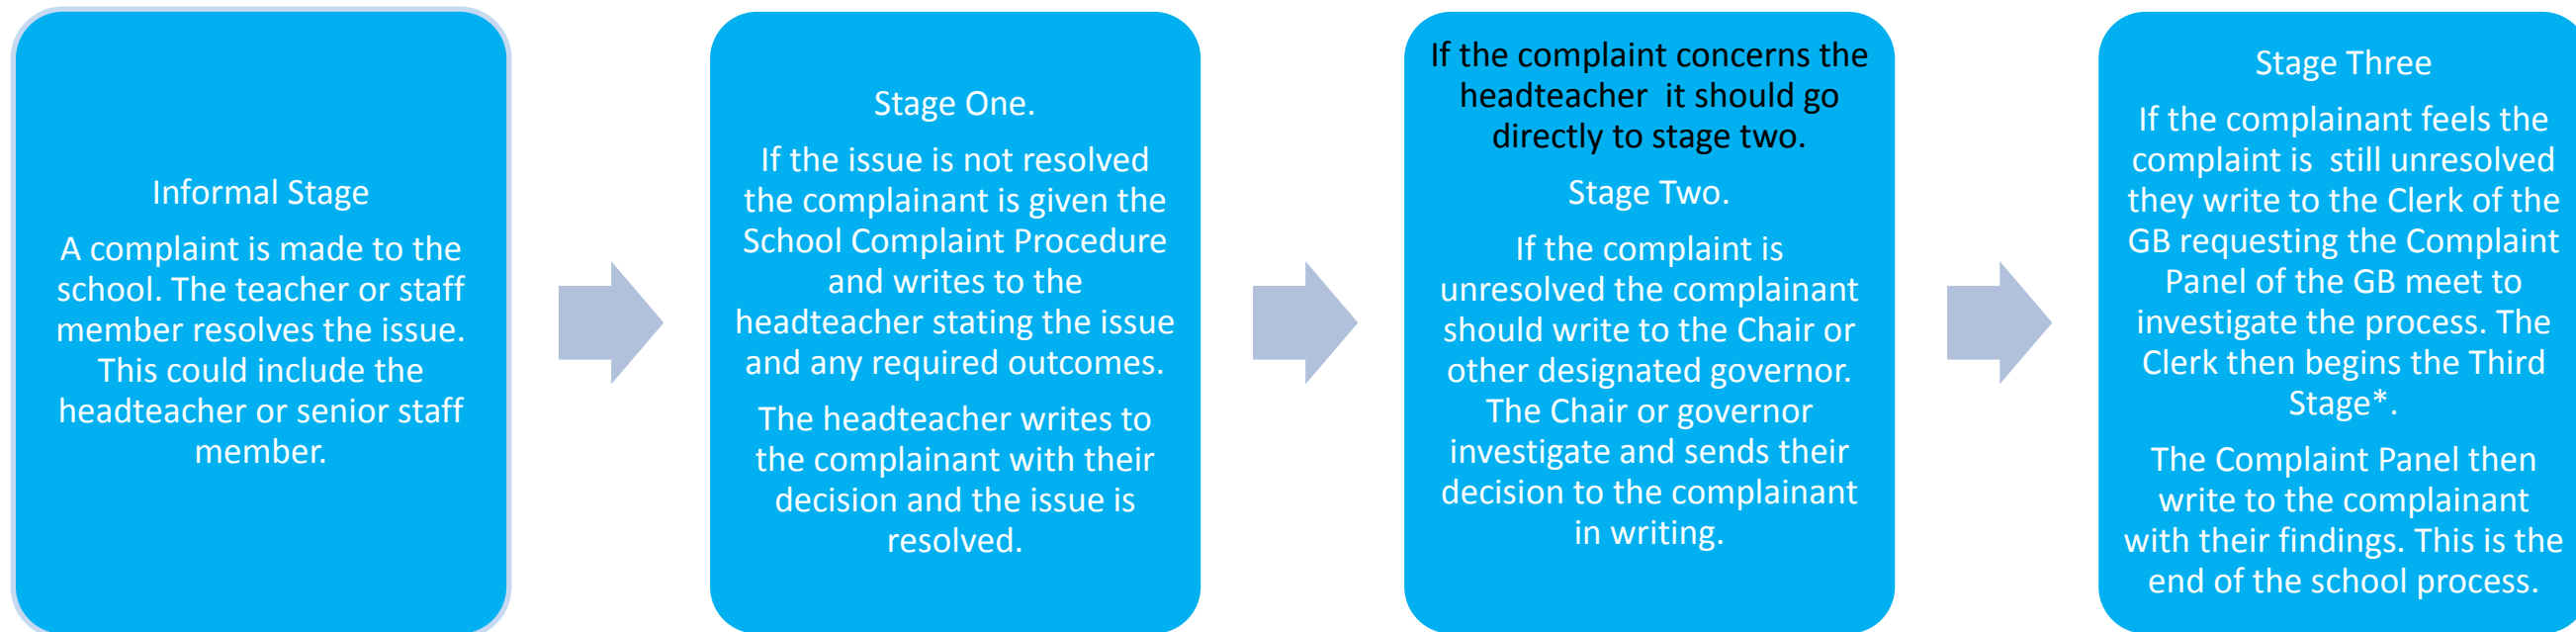 Informal Stage
A complaint is made to the
school. The teacher or staff
member resolves the issue.
This could include the
headteacher or senior staff
member.
Stage One.
If the issue is not resolved
the complainant is given the
School Complaint Procedure
and writes to the
headteacher stating the issue
and any required outcomes.
The headteacher writes to
the complainant with their
decision and the issue is
resolved.
If the complaint concerns the
headteacher it should go
directly to stage two.
Stage Two.
If the complaint is
unresolved the complainant
should write to the Chair or
other designated governor.
The Chair or governor
investigate and sends their
decision to the complainant
in writing.
Stage Three
If the complainant feels the
complaint is still unresolved
they write to the Clerk of the
GB requesting the Complaint
Panel of the GB meet to
investigate the process. The
Clerk then begins the Third
Stage*.
The Complaint Panel then
write to the complainant
with their findings. This is the
end of the school process.